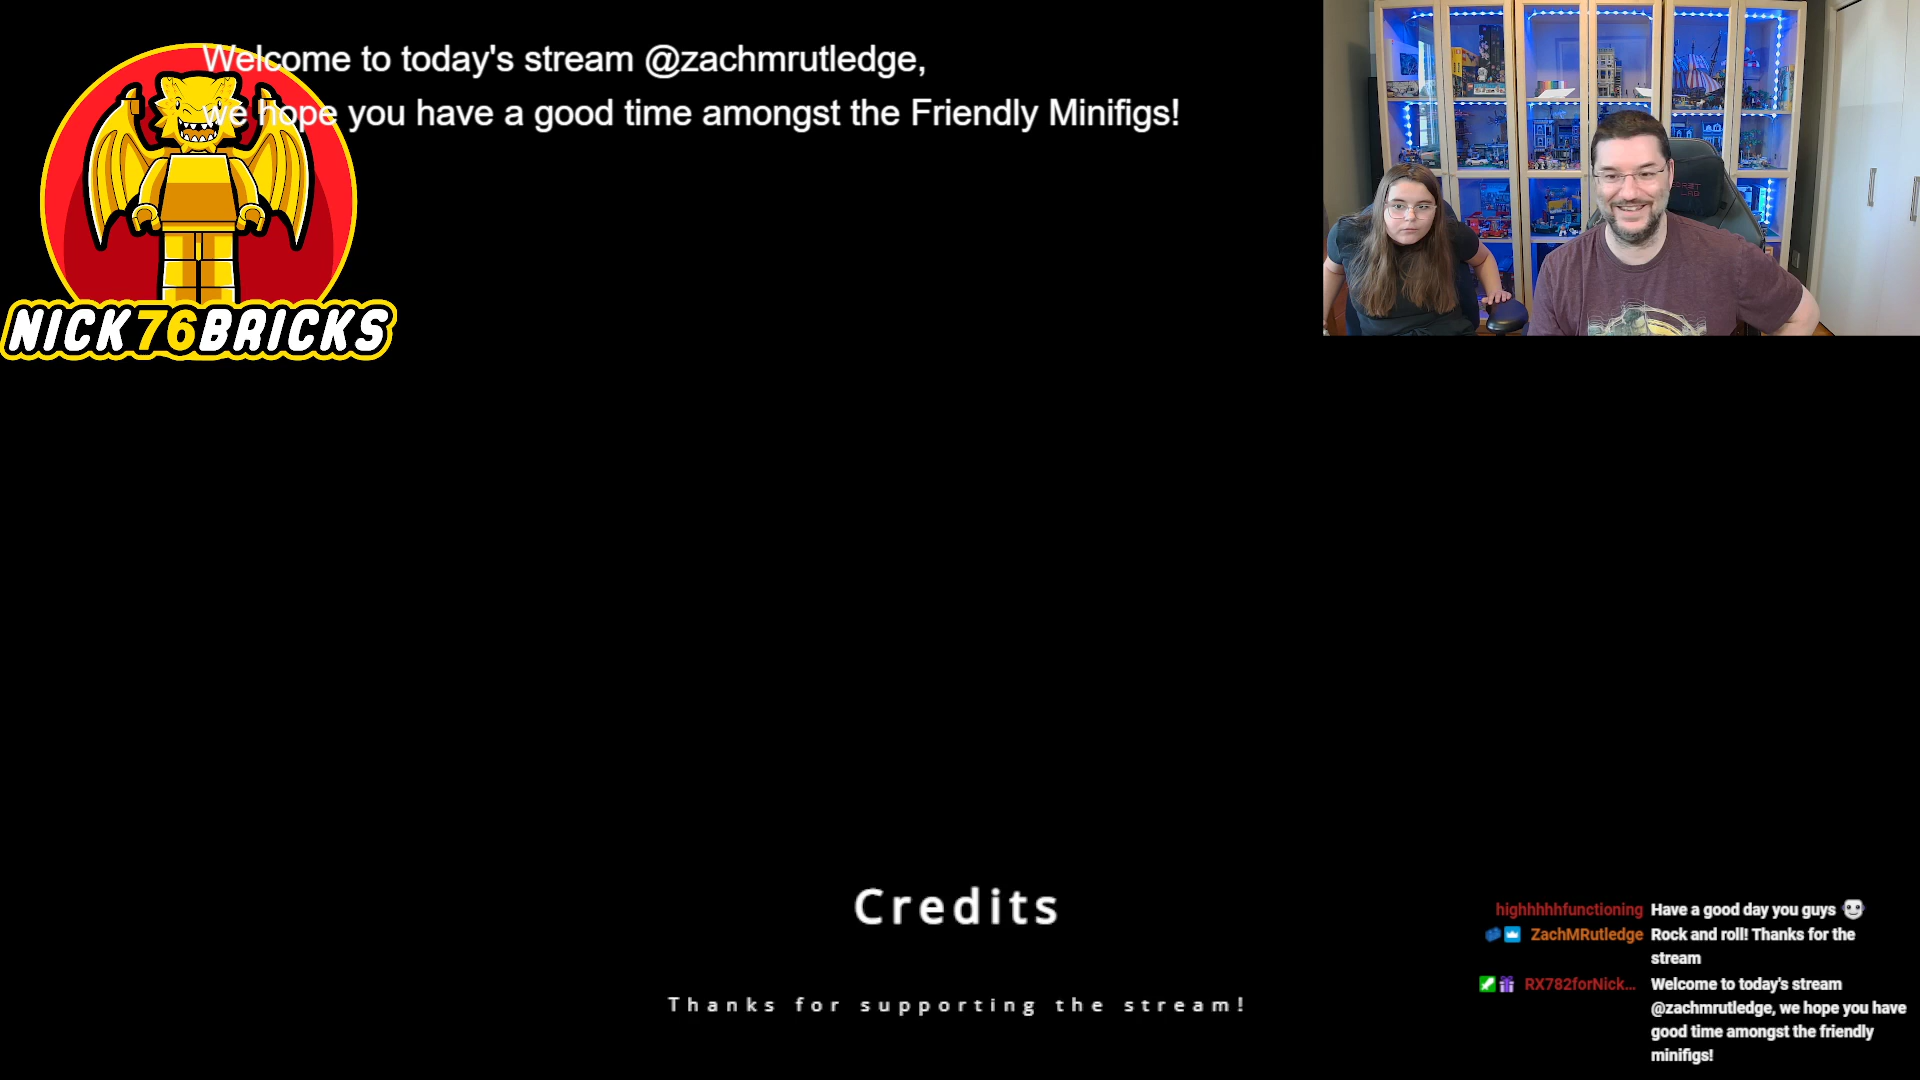 Welcome to today's stream @zachmrutledge,
we hope you have a good time amongst the Friendly Minifigs!
NICK76BRICKS
Credits
Thanks for supporting the stream!
highhhhhfunctioning Have a good day you guys
ZachMRutledge Rock and roll! Thanks for the
stream
RX782forNick... Welcome to today's stream
@zachmrutledge, we hope you have
good time amongst the friendly
minifigs!